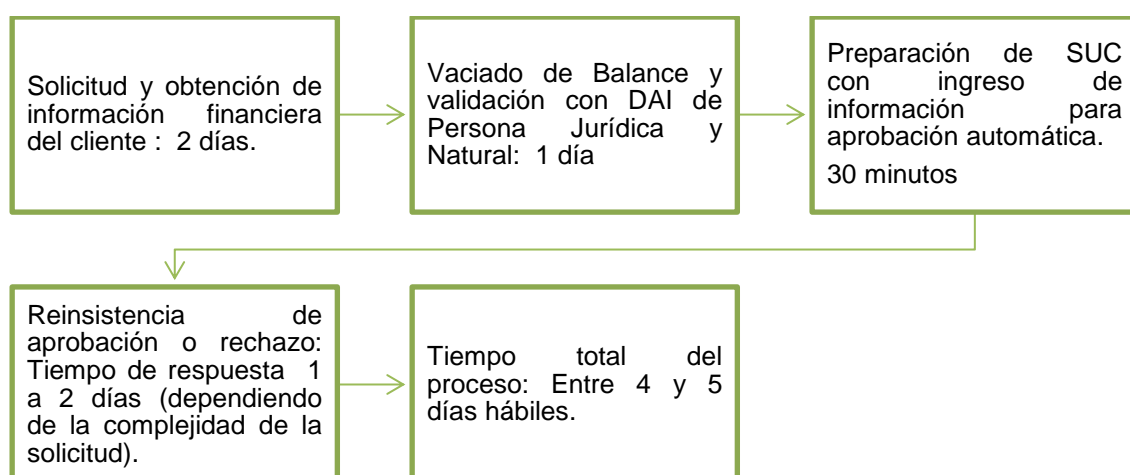 Solicitud y obtención de
información financiera
del cliente : 2 días.
Vaciado de Balance y
validación con DAI de
Persona Jurídica y
Natural: 1 día
Preparación de SUC
con ingreso de
información para
aprobación automática.
30 minutos
Reinsistencia de
aprobación o rechazo:
Tiempo de respuesta 1
a 2 días (dependiendo
de la complejidad de la
solicitud).
Tiempo total del
proceso: Entre 4 y 5
días hábiles.